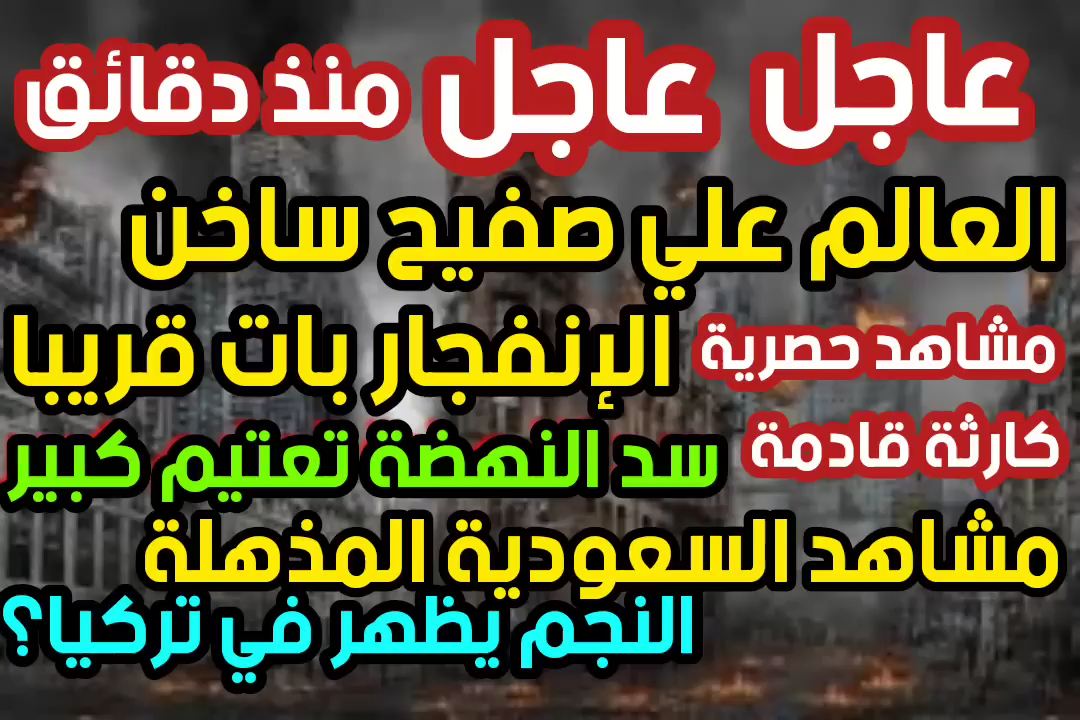 عاجل عاجل منذ دقائق
العالم علي صفيح ساخن
مشاهد حصرية الإنفجار بات قريبا
كارثة قادمة سد النهضة تعتيم كبير
مشاهد السعودية المذهلة
النجم يظهر في تركيا؟